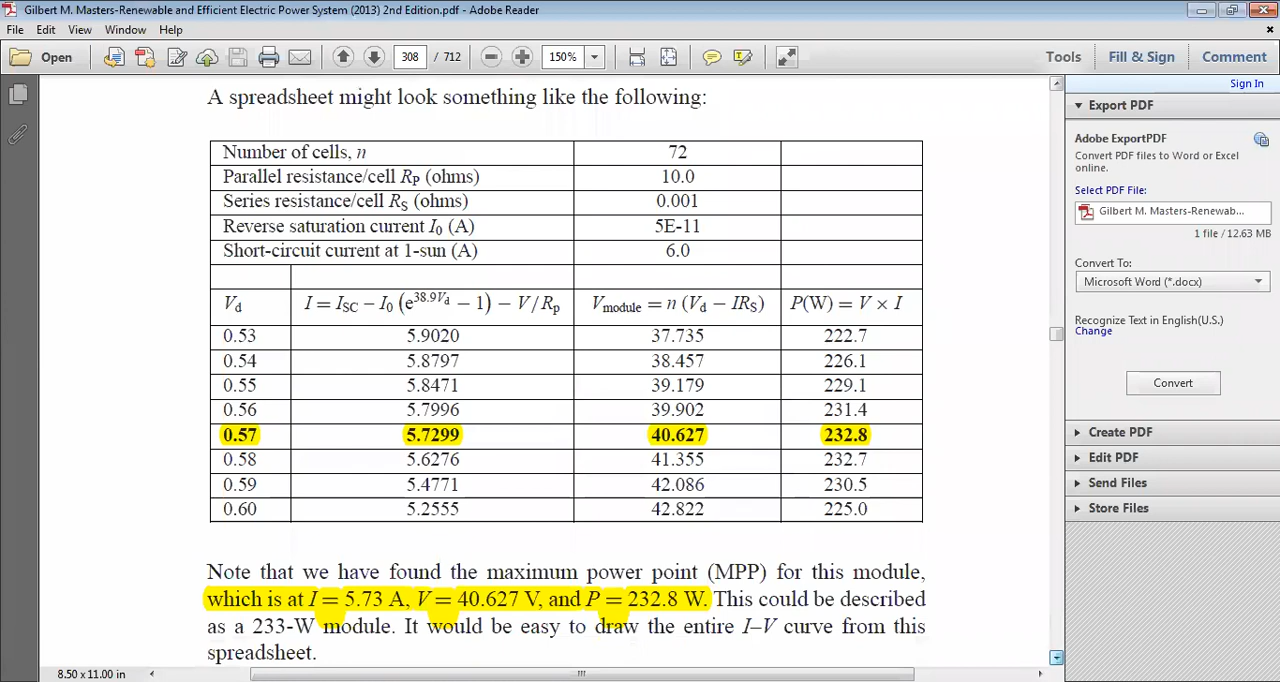 Gilbert M. Masters-Renewable and Efficient Electric Power System (2013) 2nd Edition.pdf - Adobe Reader
File Edit View Window Help
Open 308 / 712 150% Tools Fill & Sign Comment
Sign In
A spreadsheet might look something like the following:
Number of cells, n 72
Parallel resistance/cell RP (ohms) 10.0
Series resistance/cell RS (ohms) 0.001
Reverse saturation current I0 (A) 5E-11
Short-circuit current at 1-sun (A) 6.0
Vd I = ISC – I0 (e^38.9Vd – 1) – V/Rp Vmodule = n (Vd – IRS) P(W) = V × I
0.53 5.9020 37.735 222.7
0.54 5.8797 38.457 226.1
0.55 5.8471 39.179 229.1
0.56 5.7996 39.902 231.4
0.57 5.7299 40.627 232.8
0.58 5.6276 41.355 232.7
0.59 5.4771 42.086 230.5
0.60 5.2555 42.822 225.0
Note that we have found the maximum power point (MPP) for this module,
which is at I = 5.73 A, V = 40.627 V, and P = 232.8 W. This could be described
as a 233-W module. It would be easy to draw the entire I–V curve from this
spreadsheet.
8.50 x 11.00 in
Export PDF
Adobe ExportPDF
Convert PDF files to Word or Excel
online.
Select PDF File:
Gilbert M. Masters-Renewab...
1 file / 12.63 MB
Convert To:
Microsoft Word (*.docx)
Recognize Text in English(U.S.)
Change
Convert
Create PDF
Edit PDF
Send Files
Store Files